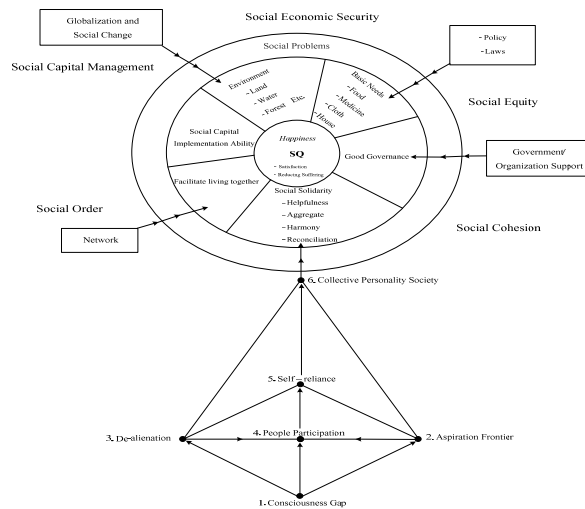 Social Economic Security
Globalization and
Social Change
Social Problems
- Policy
- Laws
Social Capital Management
Environment
- Land
- Water
- Forest Etc.
Basic Needs
- Food
- Medicine
- Cloth
- House
Social Equity
Social Capital
Implementation Ability
Happiness
SQ
- Satisfaction
- Reducing Suffering
Good Governance
Government/
Organization Support
Facilitate living together
Social Solidarity
- Helpfulness
- Aggregate
- Harmony
- Reconciliation
Social Order
Network
Social Cohesion
6. Collective Personality Society
5. Self-reliance
3. De-alienation
4. People Participation
2. Aspiration Frontier
1. Consciousness Gap